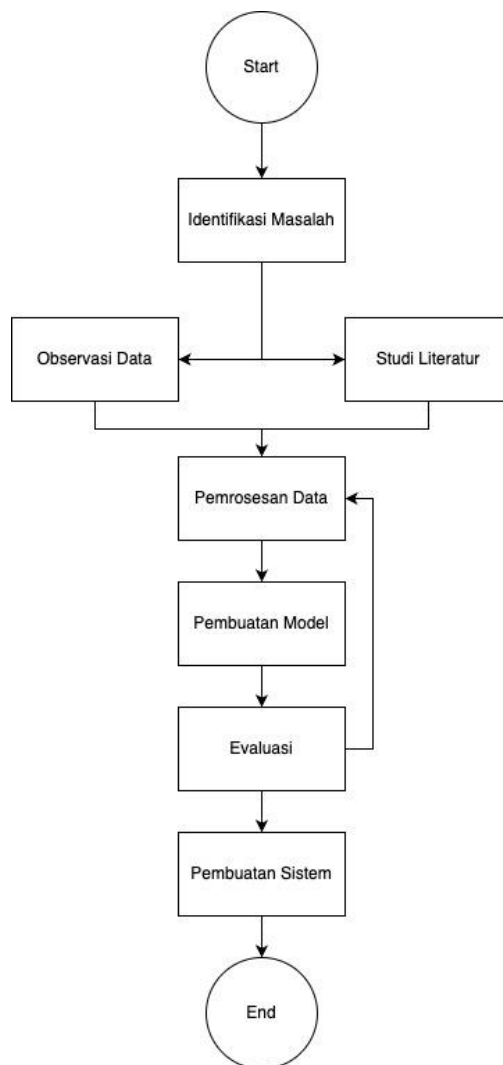 Start
Identifikasi Masalah
Observasi Data
Studi Literatur
Pemrosesan Data
Pembuatan Model
Evaluasi
Pembuatan Sistem
End